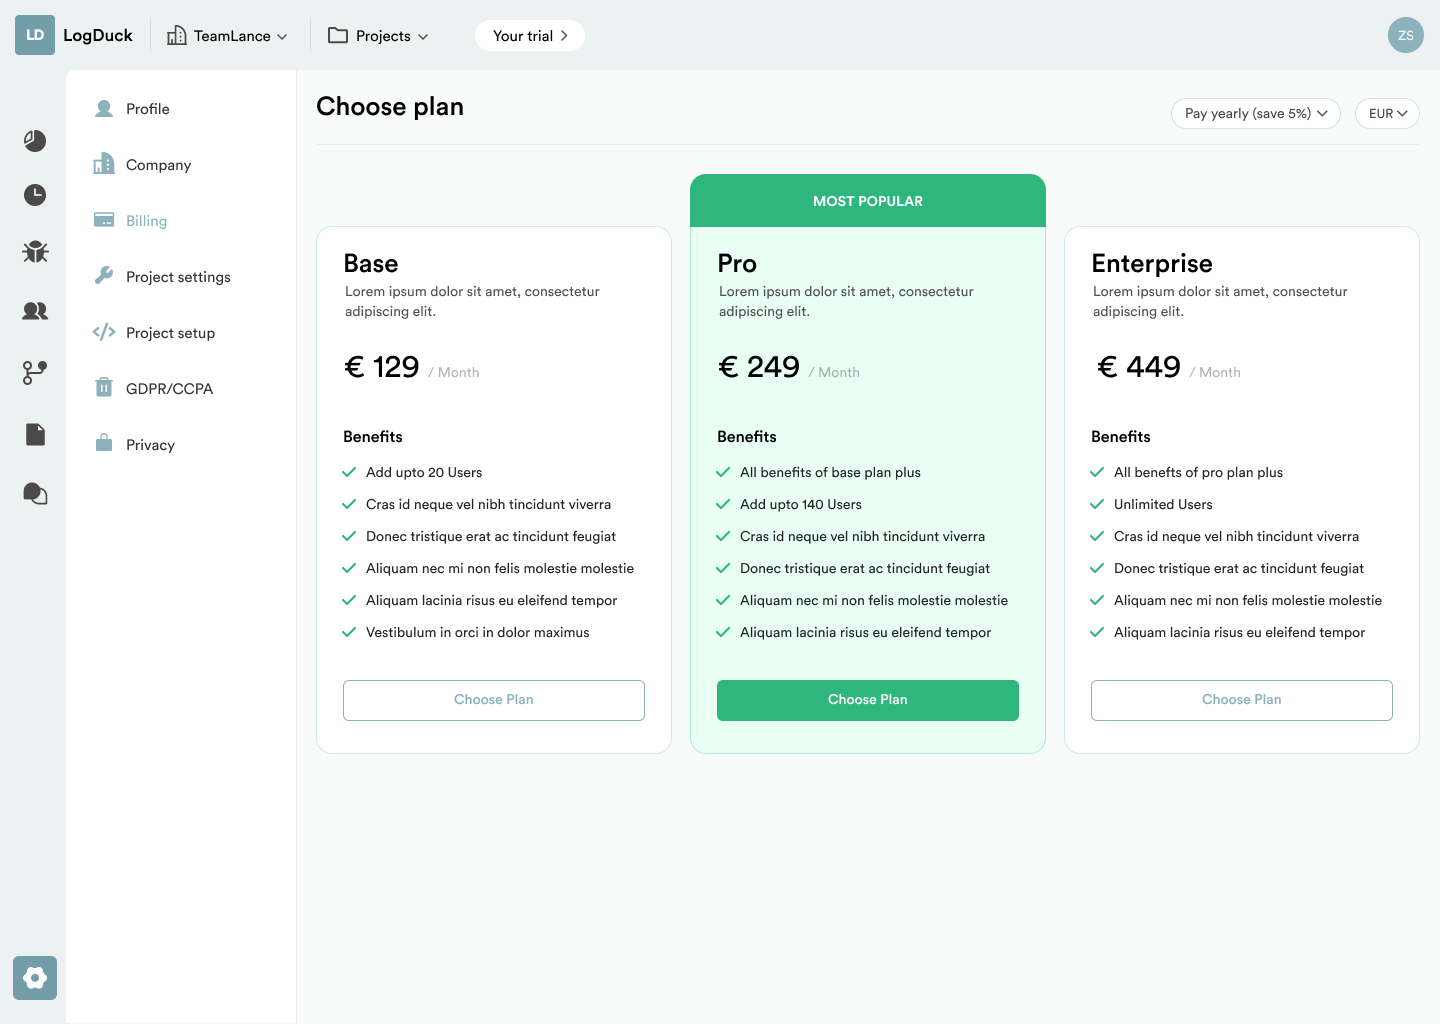 LD LogDuck TeamLance Projects Your trial ZS
Profile
Company
Billing
Project settings
Project setup
GDPR/CCPA
Privacy
Choose plan
Pay yearly (save 5%) EUR
MOST POPULAR
Base
Lorem ipsum dolor sit amet, consectetur
adipiscing elit.
€ 129 / Month
Benefits
Add upto 20 Users
Cras id neque vel nibh tincidunt viverra
Donec tristique erat ac tincidunt feugiat
Aliquam nec mi non felis molestie molestie
Aliquam lacinia risus eu eleifend tempor
Vestibulum in orci in dolor maximus
Choose Plan
Pro
Lorem ipsum dolor sit amet, consectetur
adipiscing elit.
€ 249 / Month
Benefits
All benefits of base plan plus
Add upto 140 Users
Cras id neque vel nibh tincidunt viverra
Donec tristique erat ac tincidunt feugiat
Aliquam nec mi non felis molestie molestie
Aliquam lacinia risus eu eleifend tempor
Choose Plan
Enterprise
Lorem ipsum dolor sit amet, consectetur
adipiscing elit.
€ 449 / Month
Benefits
All benefts of pro plan plus
Unlimited Users
Cras id neque vel nibh tincidunt viverra
Donec tristique erat ac tincidunt feugiat
Aliquam nec mi non felis molestie molestie
Aliquam lacinia risus eu eleifend tempor
Choose Plan